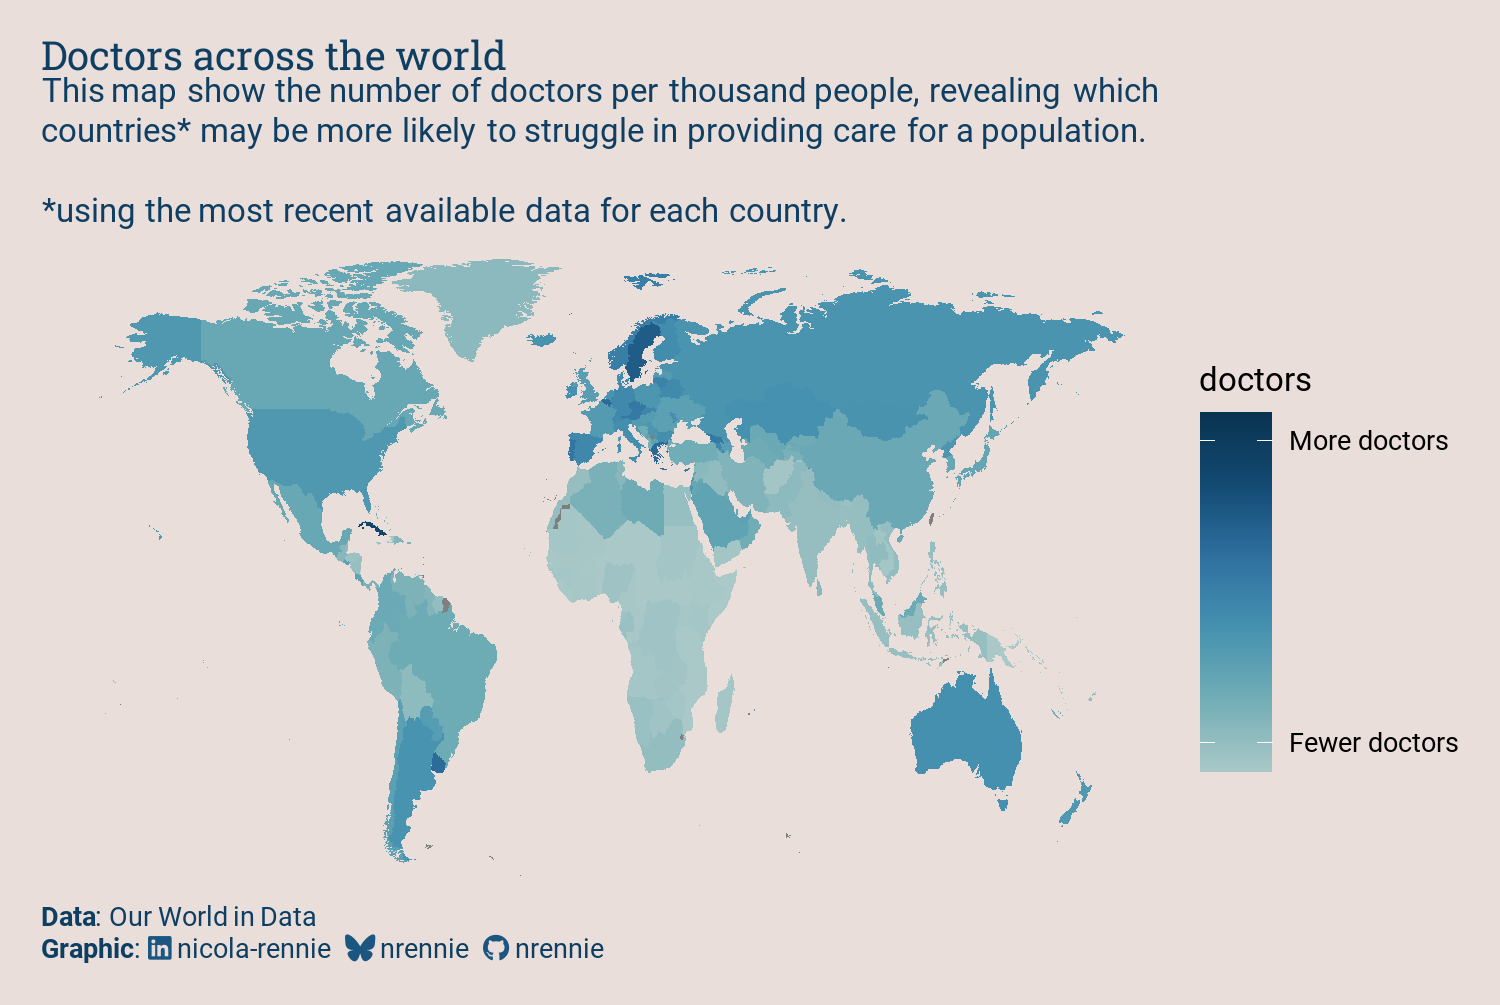 Doctors across the world
This map show the number of doctors per thousand people, revealing which
countries* may be more likely to struggle in providing care for a population.
*using the most recent available data for each country.
doctors
More doctors
Fewer doctors
Data: Our World in Data
Graphic: nicola-rennie nrennie nrennie